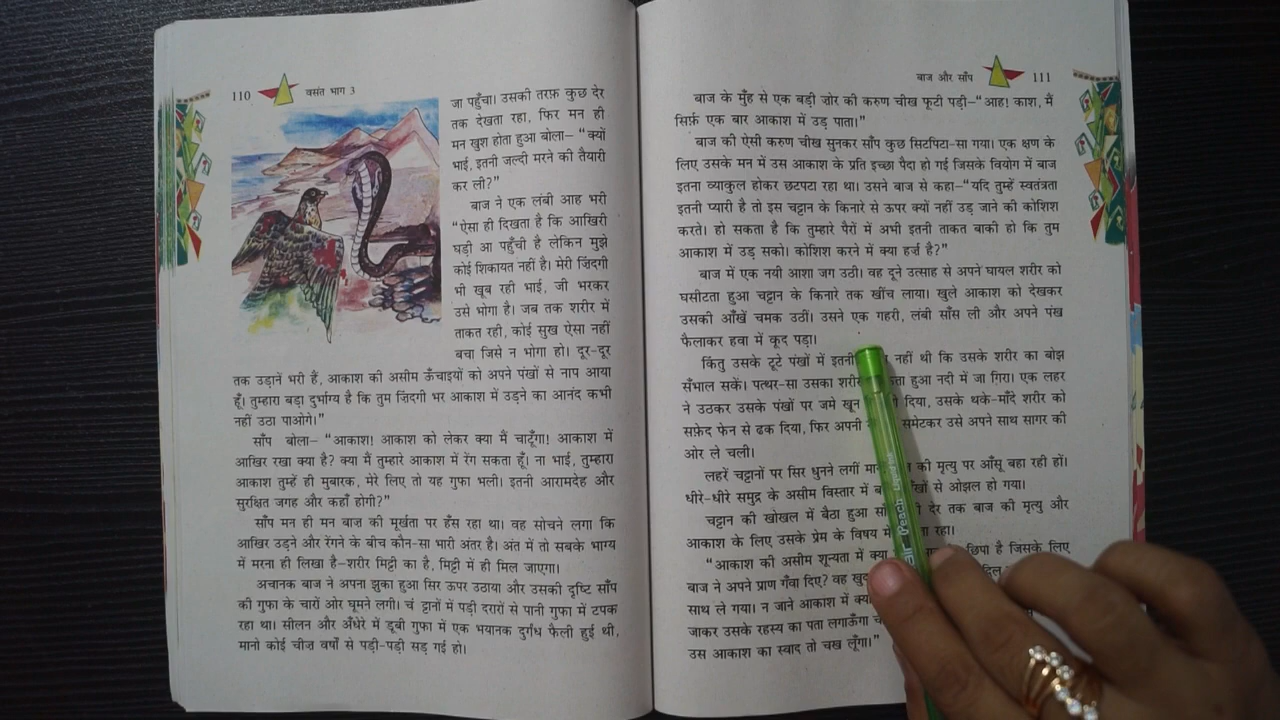 110 वसंत भाग 3
जा पहुँचा। उसकी तरफ़ कुछ देर
तक देखता रहा, फिर मन ही
मन खुश होता हुआ बोला– “क्यों
भाई, इतनी जल्दी मरने की तैयारी
कर ली?”
बाज ने एक लंबी आह भरी
“ऐसा ही दिखता है कि आखिरी
घड़ी आ पहुँची है लेकिन मुझे
कोई शिकायत नहीं है। मेरी ज़िंदगी
भी खूब रही भाई, जी भरकर
उसे भोगा है। जब तक शरीर में
ताकत रही, कोई सुख ऐसा नहीं
बचा जिसे न भोगा हो। दूर-दूर
तक उड़ानें भरी हैं, आकाश की असीम ऊँचाइयों को अपने पंखों से नाप आया
हूँ। तुम्हारा बड़ा दुर्भाग्य है कि तुम ज़िंदगी भर आकाश में उड़ने का आनंद कभी
नहीं उठा पाओगे।”
साँप बोला– “आकाश! आकाश को लेकर क्या मैं चाटूँगा! आकाश में
आखिर रखा क्या है? क्या मैं तुम्हारे आकाश में रेंग सकता हूँ। ना भाई, तुम्हारा
आकाश तुम्हें ही मुबारक, मेरे लिए तो यह गुफा भली। इतनी आरामदेह और
सुरक्षित जगह और कहाँ होगी?”
साँप मन ही मन बाज की मूर्खता पर हँस रहा था। वह सोचने लगा कि
आखिर उड़ने और रेंगने के बीच कौन-सा भारी अंतर है। अंत में तो सबके भाग्य
में मरना ही लिखा है–शरीर मिट्टी का है, मिट्टी में ही मिल जाएगा।
अचानक बाज ने अपना झुका हुआ सिर ऊपर उठाया और उसकी दृष्टि साँप
की गुफा के चारों ओर घूमने लगी। चं ट्टानों में पड़ी दरारों से पानी गुफा में टपक
रहा था। सीलन और अँधेरे में डूबी गुफा में एक भयानक दुर्गंध फैली हुई थी,
मानो कोई चीज़ वर्षों से पड़ी-पड़ी सड़ गई हो।
बाज और साँप 111
बाज के मुँह से एक बड़ी ज़ोर की करुण चीख फूटी पड़ी–“आह! काश, मैं
सिर्फ़ एक बार आकाश में उड़ पाता।”
बाज की ऐसी करुण चीख सुनकर साँप कुछ सिटपिटा-सा गया। एक क्षण के
लिए उसके मन में उस आकाश के प्रति इच्छा पैदा हो गई जिसके वियोग में बाज
इतना व्याकुल होकर छटपटा रहा था। उसने बाज से कहा–“यदि तुम्हें स्वतंत्रता
इतनी प्यारी है तो इस चट्टान के किनारे से ऊपर क्यों नहीं उड़ जाने की कोशिश
करते। हो सकता है कि तुम्हारे पैरों में अभी इतनी ताकत बाकी हो कि तुम
आकाश में उड़ सको। कोशिश करने में क्या हर्ज़ है?”
बाज में एक नयी आशा जग उठी। वह दूने उत्साह से अपने घायल शरीर को
घसीटता हुआ चट्टान के किनारे तक खींच लाया। खुले आकाश को देखकर
उसकी आँखें चमक उठीं। उसने एक गहरी, लंबी साँस ली और अपने पंख
फैलाकर हवा में कूद पड़ा।
किंतु उसके टूटे पंखों में इतनी नहीं थी कि उसके शरीर का बोझ
सँभाल सकें। पत्थर-सा उसका हुआ नदी में जा गिरा। एक लहर
ने उठकर उसके पंखों पर जमे खून दिया, उसके थके-माँदे शरीर को
सफ़ेद फेन से ढक दिया, फिर अपनी समेटकर उसे अपने साथ सागर की
ओर ले चली।
लहरें चट्टानों पर सिर धुनने लगीं की मृत्यु पर आँसू बहा रही हों।
धीरे-धीरे समुद्र के असीम विस्तार में से ओझल हो गया।
चट्टान की खोखल में बैठा हुआ देर तक बाज की मृत्यु और
आकाश के लिए उसके प्रेम के विषय में रहा।
“आकाश की असीम शून्यता में क्या छिपा है जिसके लिए
बाज ने अपने प्राण गँवा दिए? वह
साथ ले गया। न जाने आकाश में
जाकर उसके रहस्य का पता लगाऊँगा
उस आकाश का स्वाद तो चख लूँगा।”
Peach